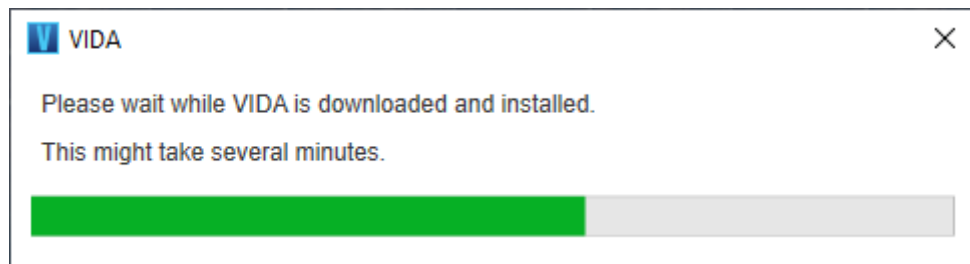 VIDA
Please wait while VIDA is downloaded and installed.
This might take several minutes.